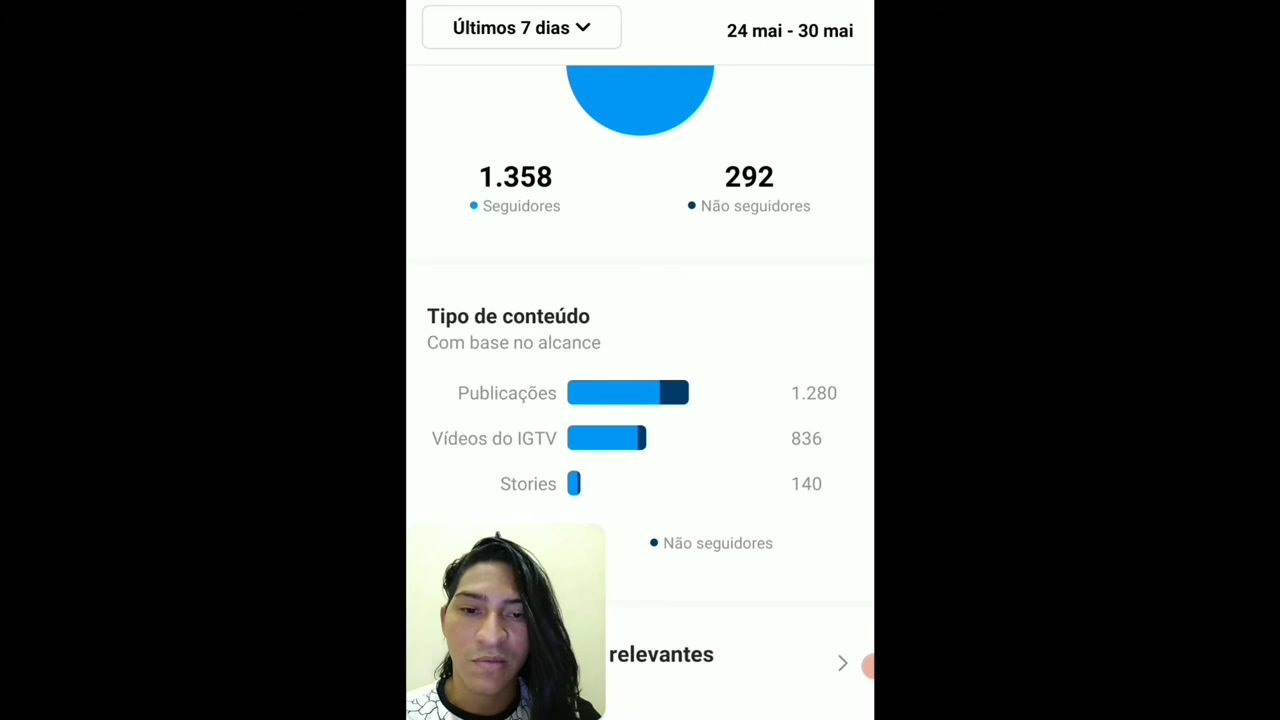 Últimos 7 dias
24 mai - 30 mai
1.358
292
Seguidores
Não seguidores
Tipo de conteúdo
Com base no alcance
Publicações
1.280
Vídeos do IGTV
836
Stories
140
Não seguidores
relevantes